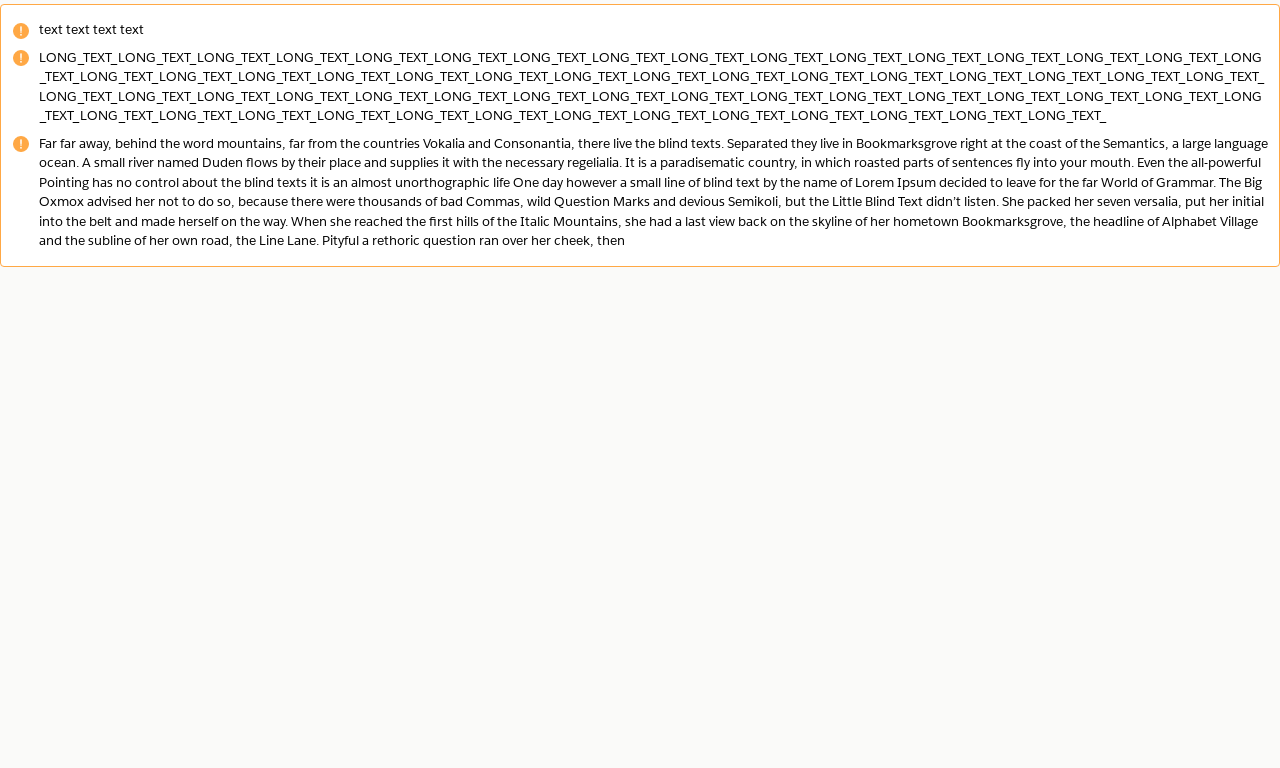 text text text text
LONG_TEXT_LONG_TEXT_LONG_TEXT_LONG_TEXT_LONG_TEXT_LONG_TEXT_LONG_TEXT_LONG_TEXT_LONG_TEXT_LONG_TEXT_LONG_TEXT_LONG_TEXT_LONG_TEXT_LONG_TEXT_LONG_TEXT_LONG
_TEXT_LONG_TEXT_LONG_TEXT_LONG_TEXT_LONG_TEXT_LONG_TEXT_LONG_TEXT_LONG_TEXT_LONG_TEXT_LONG_TEXT_LONG_TEXT_LONG_TEXT_LONG_TEXT_LONG_TEXT_LONG_TEXT_LONG_TEXT_
LONG_TEXT_LONG_TEXT_LONG_TEXT_LONG_TEXT_LONG_TEXT_LONG_TEXT_LONG_TEXT_LONG_TEXT_LONG_TEXT_LONG_TEXT_LONG_TEXT_LONG_TEXT_LONG_TEXT_LONG_TEXT_LONG_TEXT_LONG
_TEXT_LONG_TEXT_LONG_TEXT_LONG_TEXT_LONG_TEXT_LONG_TEXT_LONG_TEXT_LONG_TEXT_LONG_TEXT_LONG_TEXT_LONG_TEXT_LONG_TEXT_LONG_TEXT_LONG_TEXT_
Far far away, behind the word mountains, far from the countries Vokalia and Consonantia, there live the blind texts. Separated they live in Bookmarksgrove right at the coast of the Semantics, a large language
ocean. A small river named Duden flows by their place and supplies it with the necessary regelialia. It is a paradisematic country, in which roasted parts of sentences fly into your mouth. Even the all-powerful
Pointing has no control about the blind texts it is an almost unorthographic life One day however a small line of blind text by the name of Lorem Ipsum decided to leave for the far World of Grammar. The Big
Oxmox advised her not to do so, because there were thousands of bad Commas, wild Question Marks and devious Semikoli, but the Little Blind Text didn't listen. She packed her seven versalia, put her initial
into the belt and made herself on the way. When she reached the first hills of the Italic Mountains, she had a last view back on the skyline of her hometown Bookmarksgrove, the headline of Alphabet Village
and the subline of her own road, the Line Lane. Pityful a rethoric question ran over her cheek, then